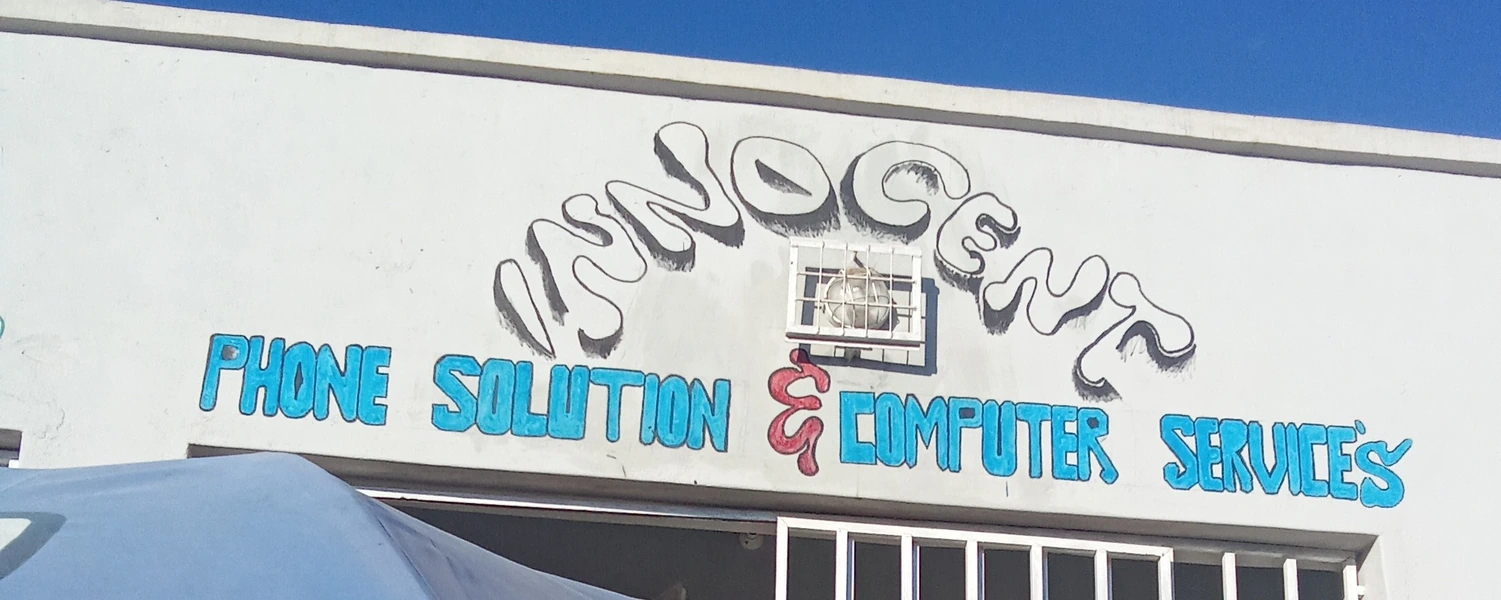 INNOCENT
PHONE SOLUTION & COMPUTER SERVICE'S